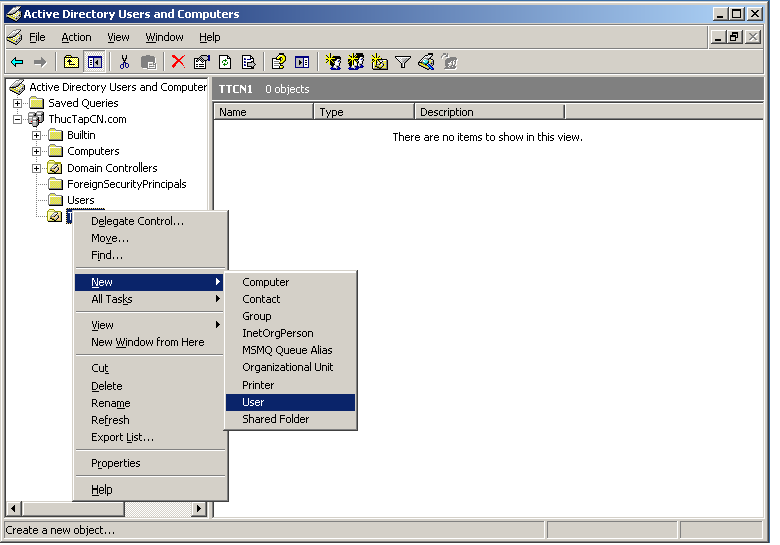 Active Directory Users and Computers
File Action View Window Help
Active Directory Users and Computer
Saved Queries
ThucTapCN.com
Builtin
Computers
Domain Controllers
ForeignSecurityPrincipals
Users
TTCN1 0 objects
Name Type Description
There are no items to show in this view.
Delegate Control...
Move...
Find...
New
All Tasks
View
New Window from Here
Cut
Delete
Rename
Refresh
Export List...
Properties
Help
Computer
Contact
Group
InetOrgPerson
MSMQ Queue Alias
Organizational Unit
Printer
User
Shared Folder
Create a new object...